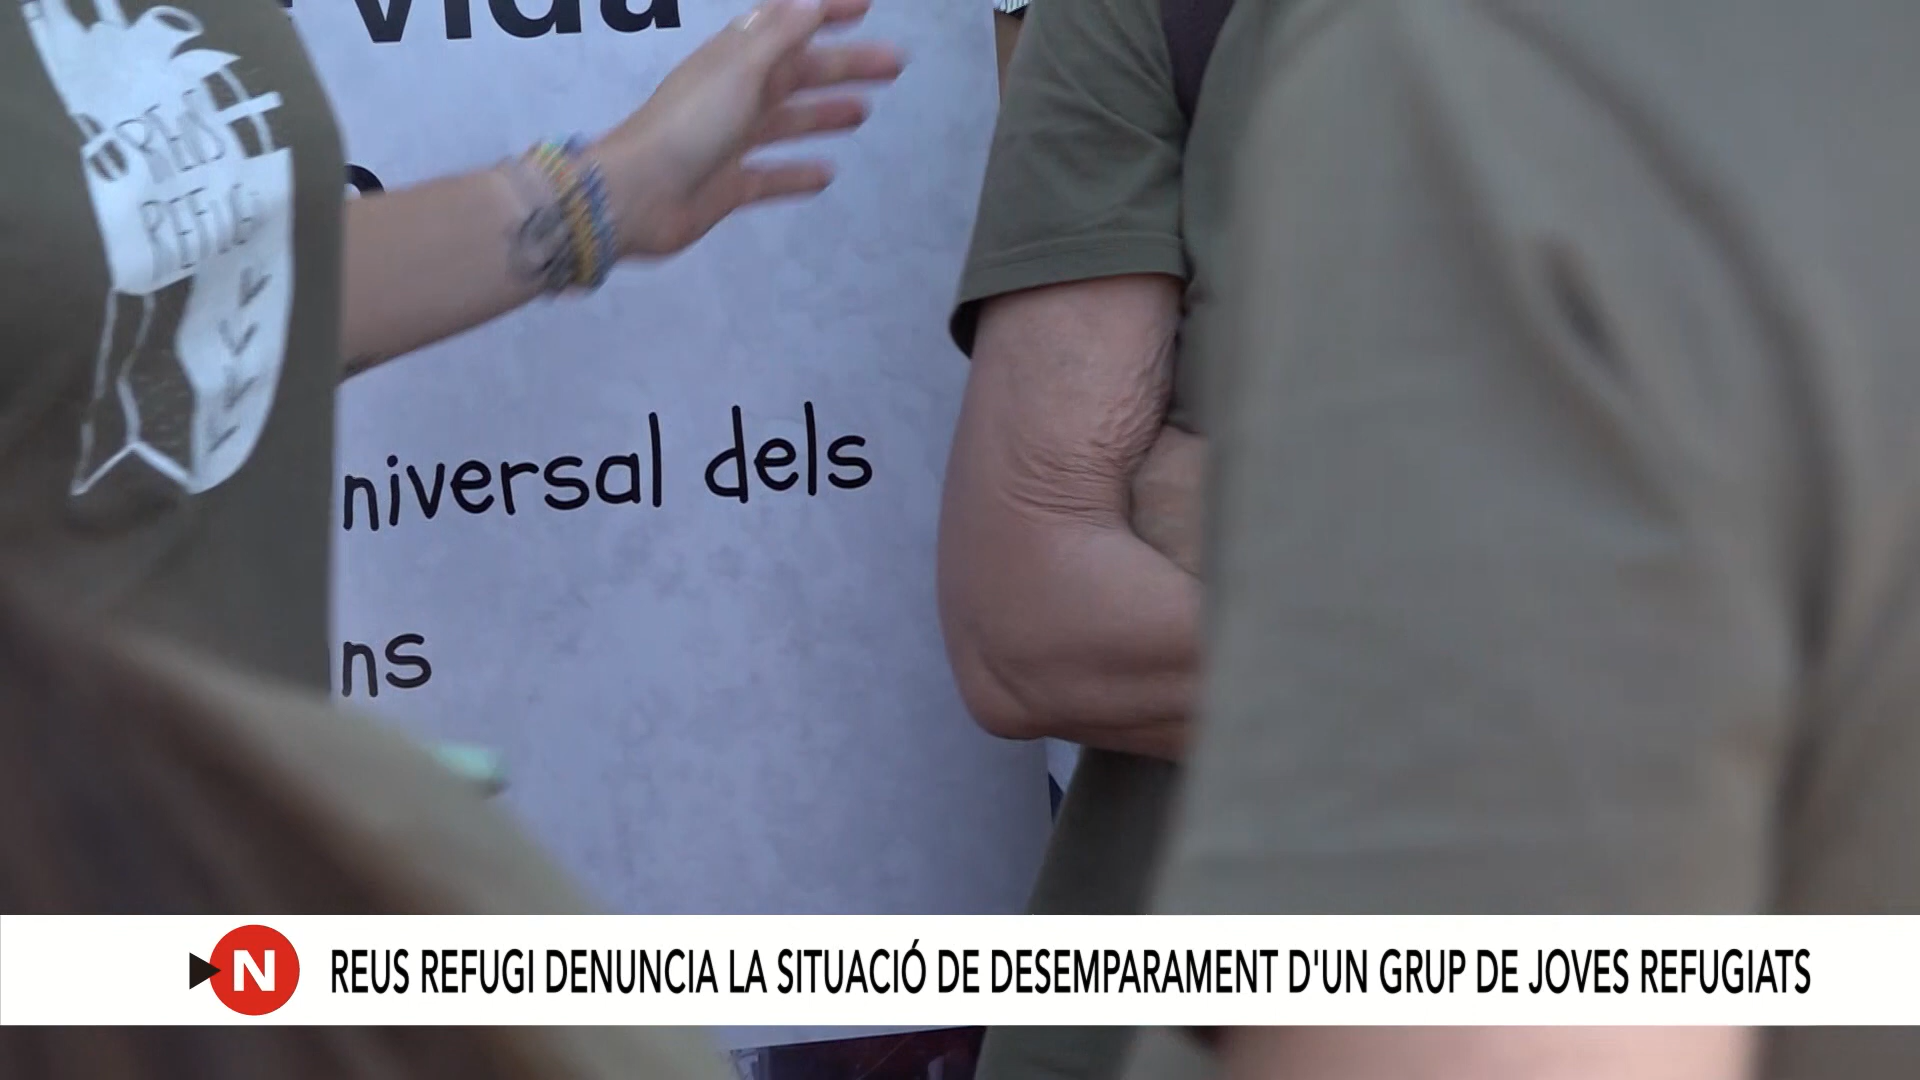 vida
REUS
REFUGI
niversal dels
ns
N REUS REFUGI DENUNCIA LA SITUACIÓ DE DESEMPARAMENT D'UN GRUP DE JOVES REFUGIATS